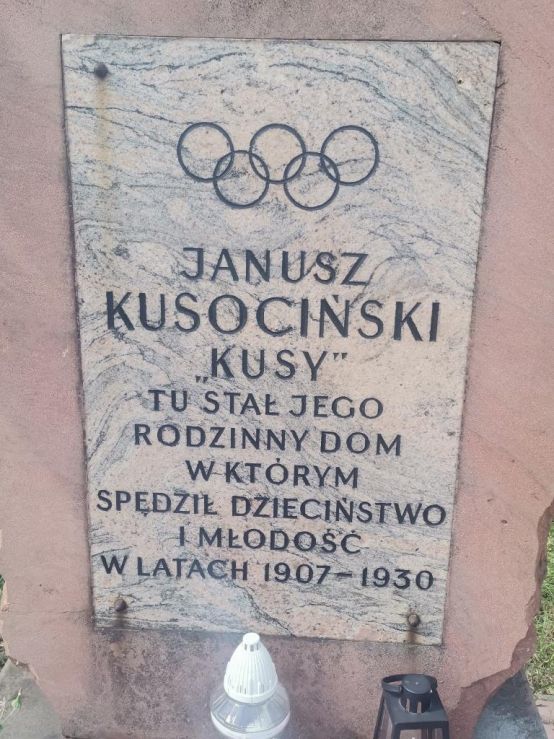 JANUSZ
KUSOCIŃSKI
„KUSY”
TU STAŁ JEGO
RODZINNY DOM
W KTÓRYM
SPĘDZIŁ DZIECIŃSTWO
I MŁODOŚĆ
W LATACH 1907–1930